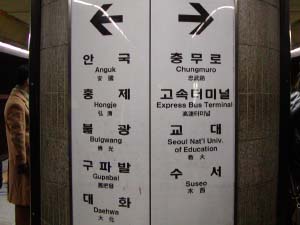 ← →
안국
Anguk
安國
홍제
Hongje
弘濟
불광
Bulgwang
佛光
구파발
Gupabal
舊把撥
대화
Daehwa
大化
충무로
Chungmuro
忠武路
고속터미널
Express Bus Terminal
高速터미널
교대
Seoul Nat'l Univ.
of Education
敎大
수서
Suseo
水西